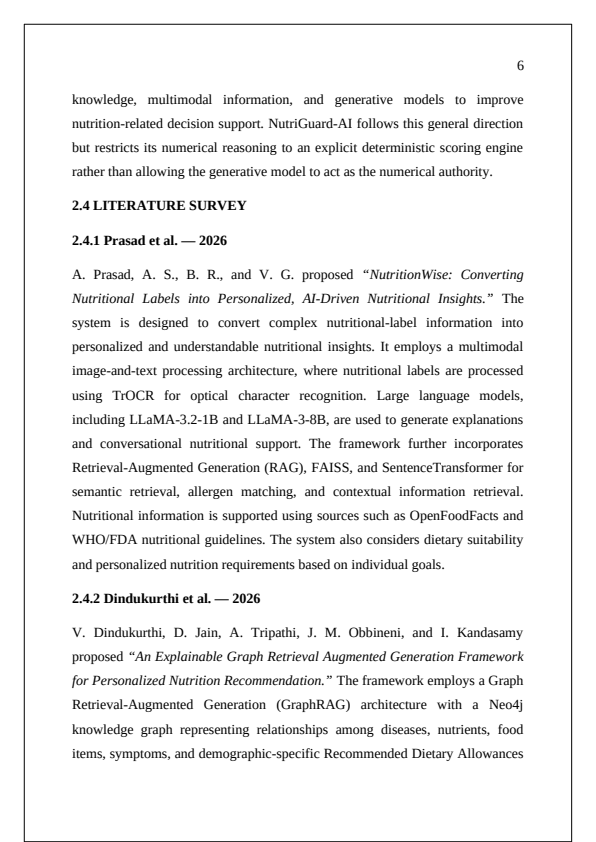 6
knowledge, multimodal information, and generative models to improve
nutrition-related decision support. NutriGuard-AI follows this general direction
but restricts its numerical reasoning to an explicit deterministic scoring engine
rather than allowing the generative model to act as the numerical authority.
2.4 LITERATURE SURVEY
2.4.1 Prasad et al. — 2026
A. Prasad, A. S., B. R., and V. G. proposed “NutritionWise: Converting
Nutritional Labels into Personalized, AI-Driven Nutritional Insights.” The
system is designed to convert complex nutritional-label information into
personalized and understandable nutritional insights. It employs a multimodal
image-and-text processing architecture, where nutritional labels are processed
using TrOCR for optical character recognition. Large language models,
including LLaMA-3.2-1B and LLaMA-3-8B, are used to generate explanations
and conversational nutritional support. The framework further incorporates
Retrieval-Augmented Generation (RAG), FAISS, and SentenceTransformer for
semantic retrieval, allergen matching, and contextual information retrieval.
Nutritional information is supported using sources such as OpenFoodFacts and
WHO/FDA nutritional guidelines. The system also considers dietary suitability
and personalized nutrition requirements based on individual goals.
2.4.2 Dindukurthi et al. — 2026
V. Dindukurthi, D. Jain, A. Tripathi, J. M. Obbineni, and I. Kandasamy
proposed “An Explainable Graph Retrieval Augmented Generation Framework
for Personalized Nutrition Recommendation.” The framework employs a Graph
Retrieval-Augmented Generation (GraphRAG) architecture with a Neo4j
knowledge graph representing relationships among diseases, nutrients, food
items, symptoms, and demographic-specific Recommended Dietary Allowances